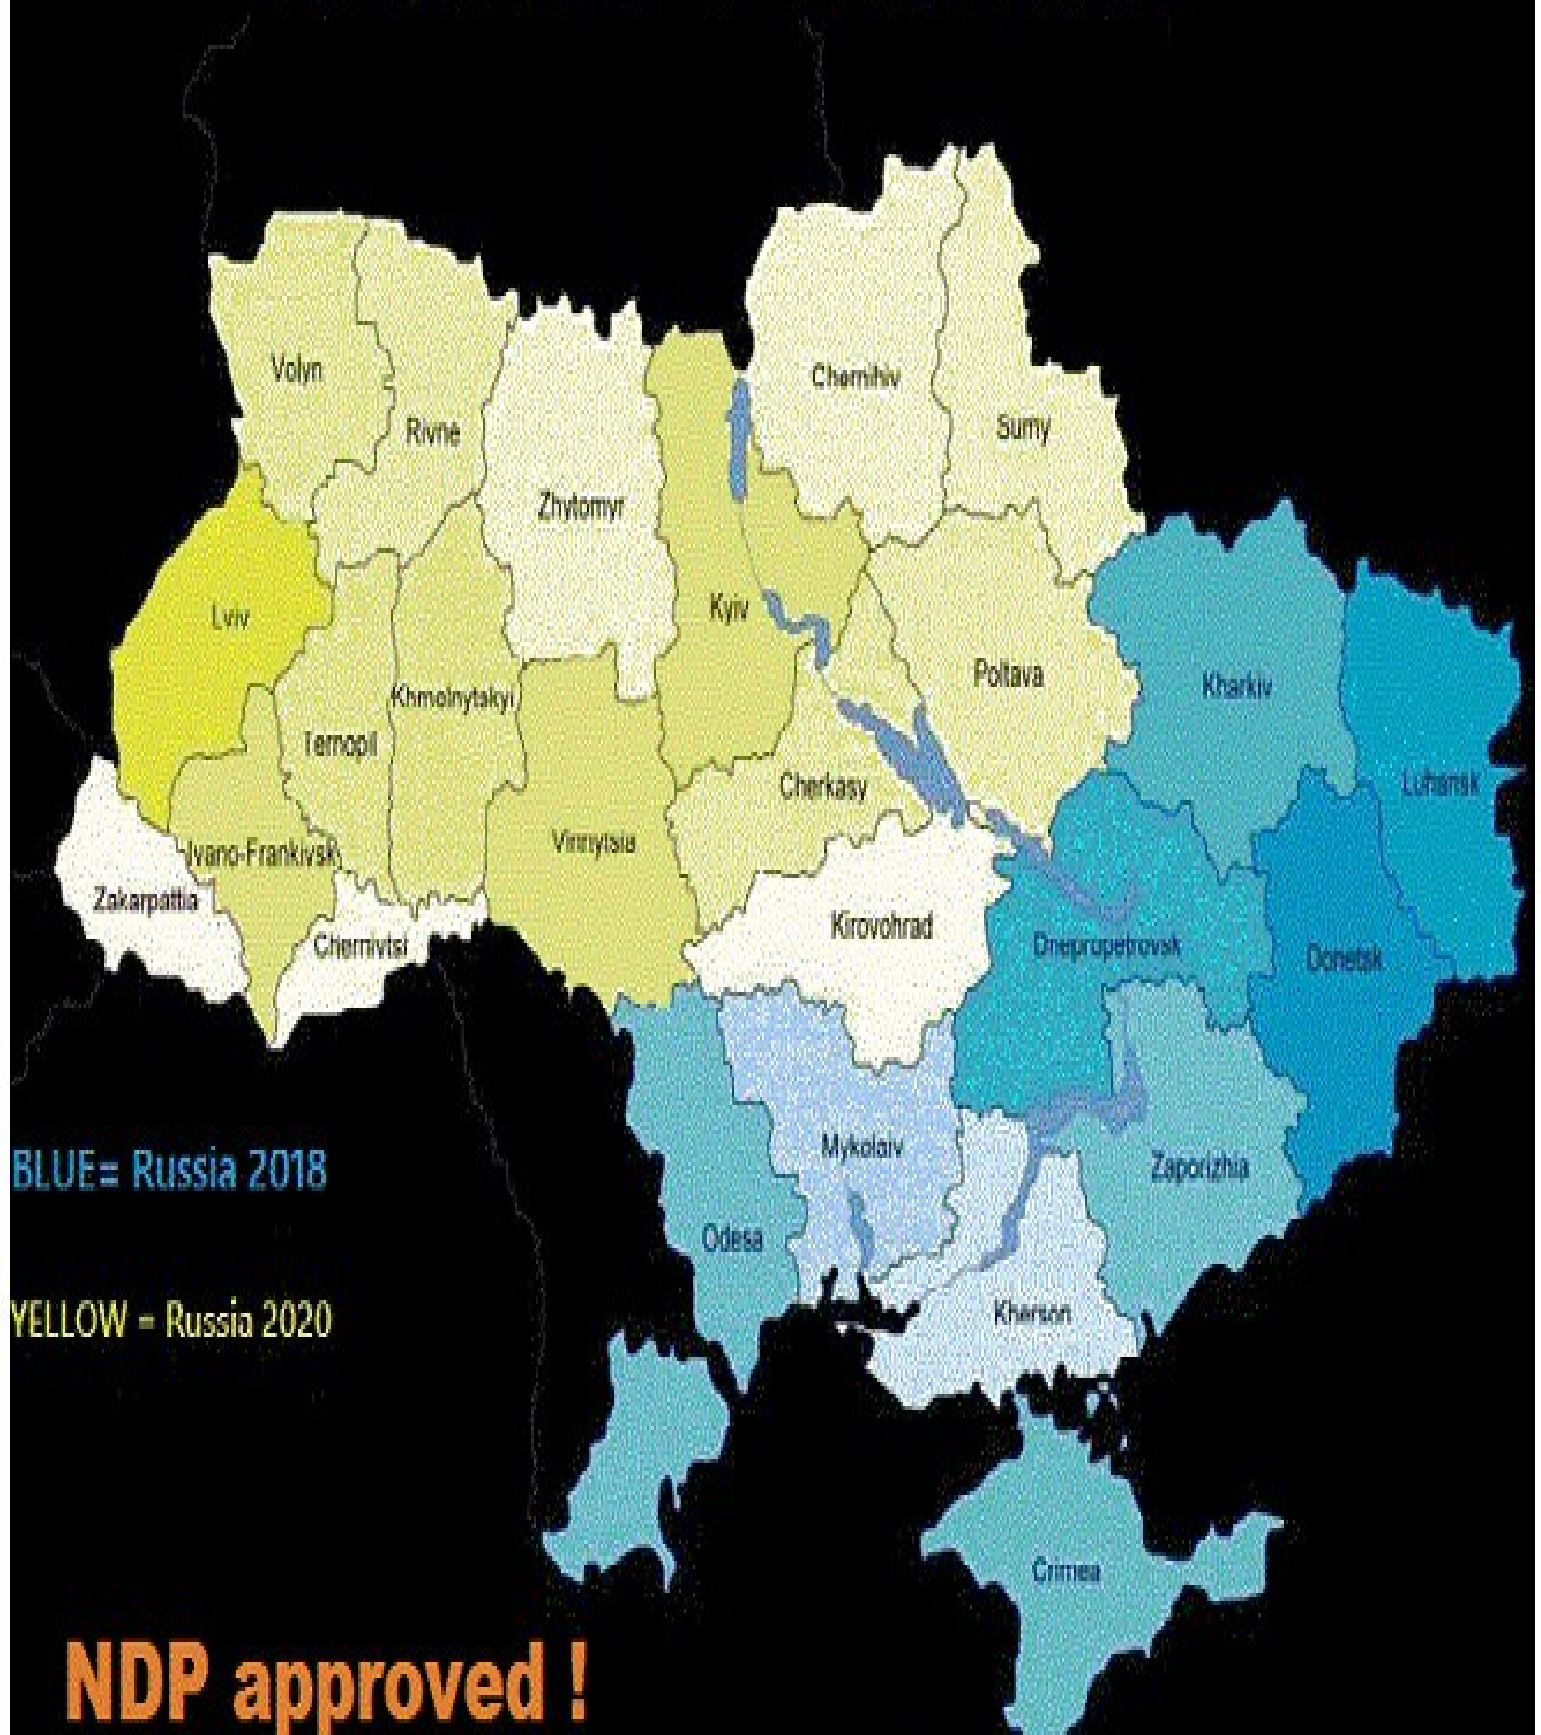 Volyn
Rivne
Chernihiv
Sumy
Zhytomyr
Lviv
Kyiv
Poltava
Kharkiv
Khmelnytskyi
Ternopil
Luhansk
Cherkasy
Vinnytsia
Ivano-Frankivsk
Zakarpattia
Chernivtsi
Kirovohrad
Dnepropetrovsk
Donetsk
Mykolaiv
Zaporizhia
BLUE= Russia 2018
Odesa
Kherson
YELLOW = Russia 2020
Crimea
NDP approved !